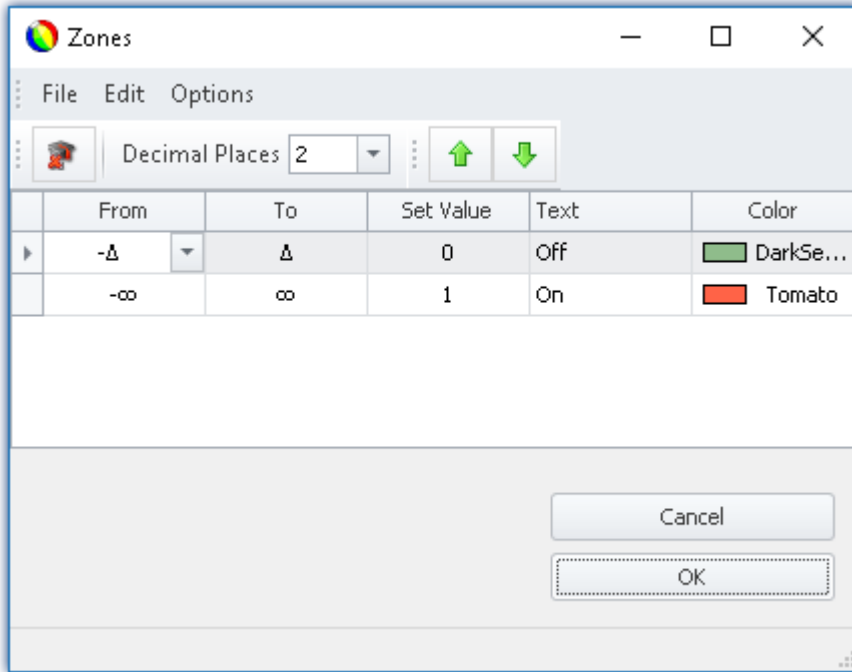 Zones
File Edit Options
Decimal Places 2
From To Set Value Text Color
-Δ Δ 0 Off DarkSe...
-∞ ∞ 1 On Tomato
Cancel
OK